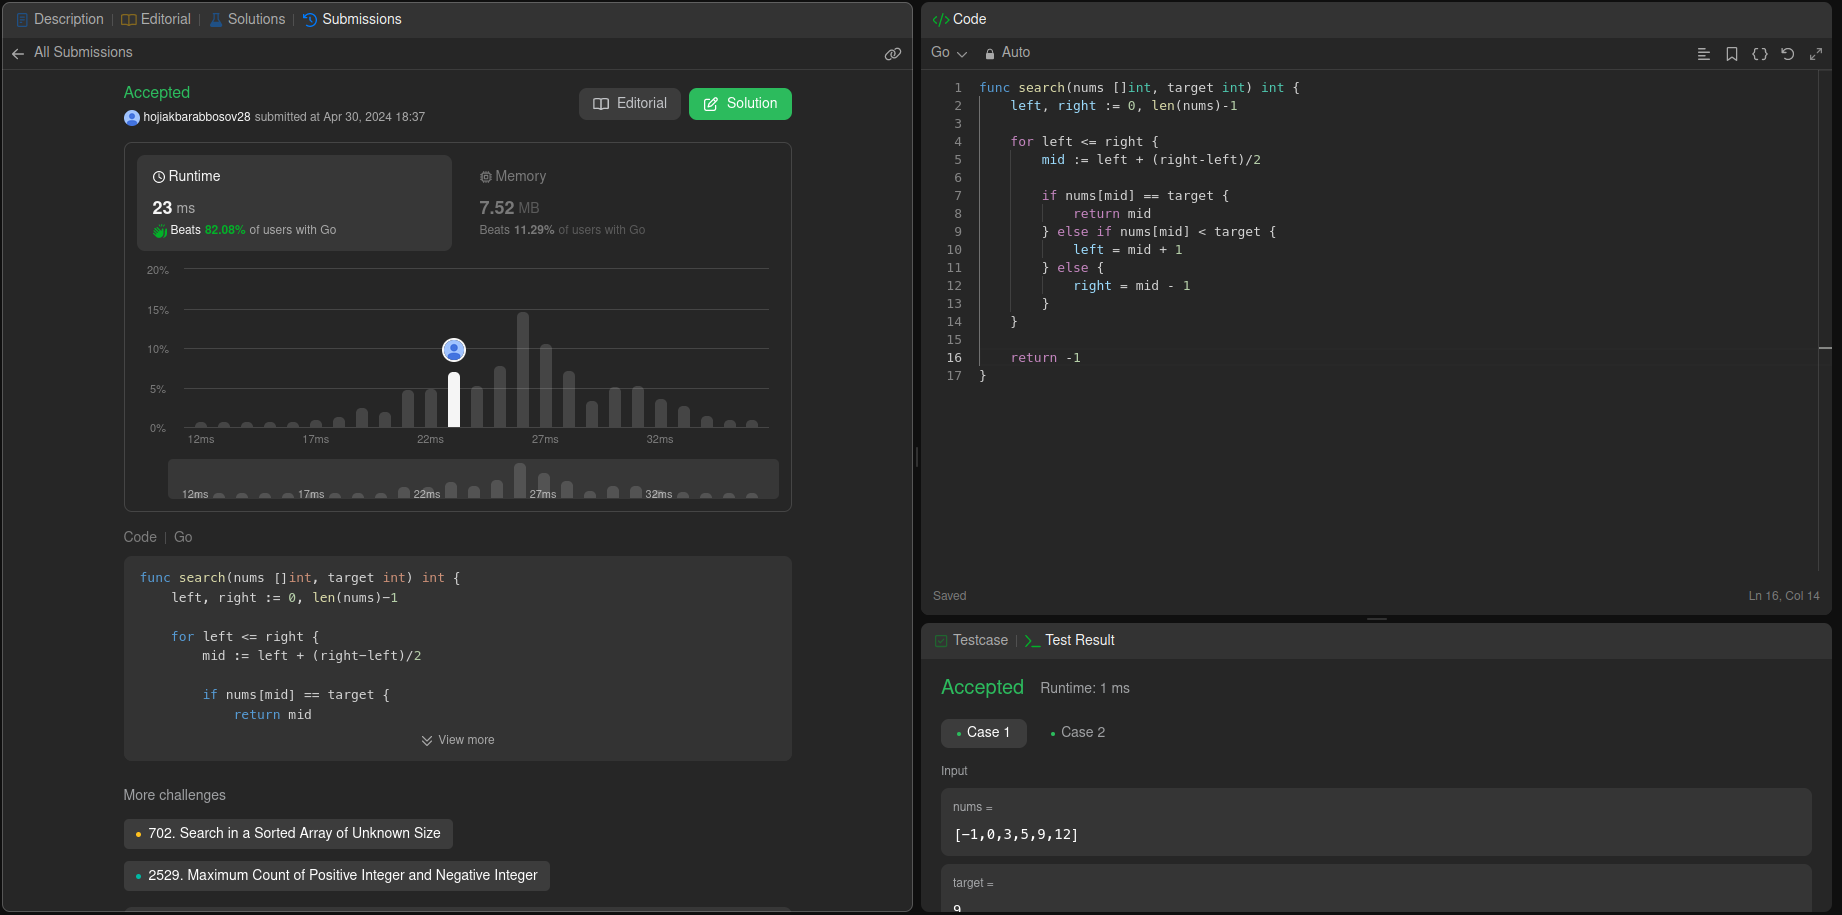 Description | Editorial | Solutions | Submissions
All Submissions
Accepted
hojiakbarabbosov28 submitted at Apr 30, 2024 18:37
Editorial
Solution
Runtime
23 ms
Beats 82.08% of users with Go
Memory
7.52 MB
Beats 11.29% of users with Go
20%
15%
10%
5%
0%
12ms 17ms 22ms 27ms 32ms
12ms 17ms 22ms 27ms 32ms
Code | Go
func search(nums []int, target int) int {
    left, right := 0, len(nums)-1
    for left <= right {
        mid := left + (right-left)/2
        if nums[mid] == target {
            return mid
View more
More challenges
702. Search in a Sorted Array of Unknown Size
2529. Maximum Count of Positive Integer and Negative Integer
</> Code
Go Auto
1 func search(nums []int, target int) int {
2     left, right := 0, len(nums)-1
3
4     for left <= right {
5         mid := left + (right-left)/2
6
7         if nums[mid] == target {
8             return mid
9         } else if nums[mid] < target {
10             left = mid + 1
11         } else {
12             right = mid - 1
13         }
14     }
15
16     return -1
17 }
Saved
Ln 16, Col 14
Testcase | >_ Test Result
Accepted Runtime: 1 ms
Case 1 Case 2
Input
nums =
[-1,0,3,5,9,12]
target =
9